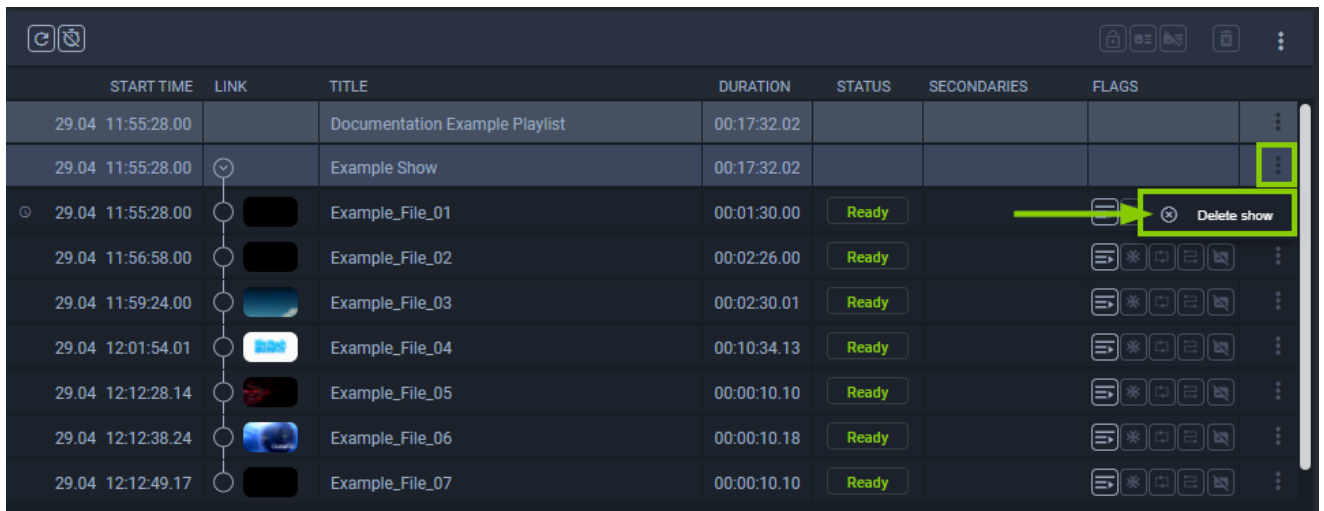 START TIME LINK TITLE DURATION STATUS SECONDARIES FLAGS
29.04 11:55:28.00 Documentation Example Playlist 00:17:32.02
29.04 11:55:28.00 Example Show 00:17:32.02
29.04 11:55:28.00 Example_File_01 00:01:30.00 Ready Delete show
29.04 11:56:58.00 Example_File_02 00:02:26.00 Ready
29.04 11:59:24.00 Example_File_03 00:02:30.01 Ready
29.04 12:01:54.01 Example_File_04 00:10:34.13 Ready
29.04 12:12:28.14 Example_File_05 00:00:10.10 Ready
29.04 12:12:38.24 Example_File_06 00:00:10.18 Ready
29.04 12:12:49.17 Example_File_07 00:00:10.10 Ready